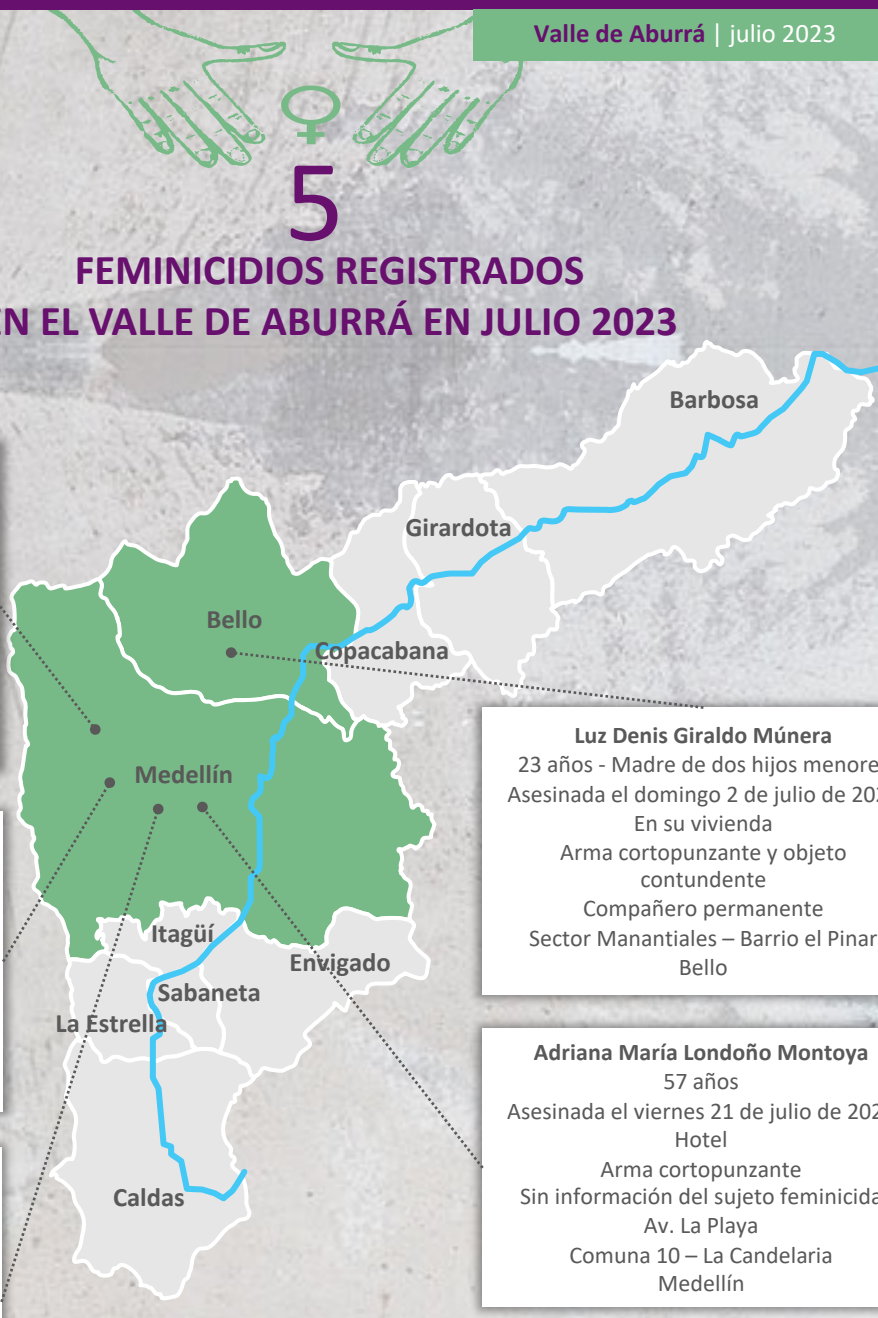 Valle de Aburrá | julio 2023
5
FEMINICIDIOS REGISTRADOS
EN EL VALLE DE ABURRÁ EN JULIO 2023
Barbosa
Girardota
Bello
Copacabana
Medellín
Itagüí
Envigado
Sabaneta
La Estrella
Caldas
Luz Denis Giraldo Múnera
23 años - Madre de dos hijos menore
Asesinada el domingo 2 de julio de 202
En su vivienda
Arma cortopunzante y objeto
contundente
Compañero permanente
Sector Manantiales – Barrio el Pinar
Bello
Adriana María Londoño Montoya
57 años
Asesinada el viernes 21 de julio de 202
Hotel
Arma cortopunzante
Sin información del sujeto feminicida
Av. La Playa
Comuna 10 – La Candelaria
Medellín